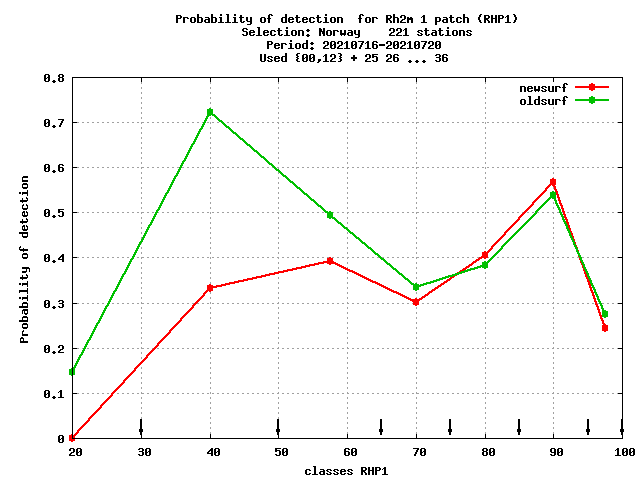 Probability of detection  for Rh2m 1 patch (RHP1)
Selection: Norway    221 stations
Period: 20210716-20210720
Used {00,12} + 25 26 ... 36
newsurf
oldsurf
0.8
0.7
0.6
0.5
0.4
0.3
0.2
0.1
0
Probability of detection
20 30 40 50 60 70 80 90 100
classes RHP1